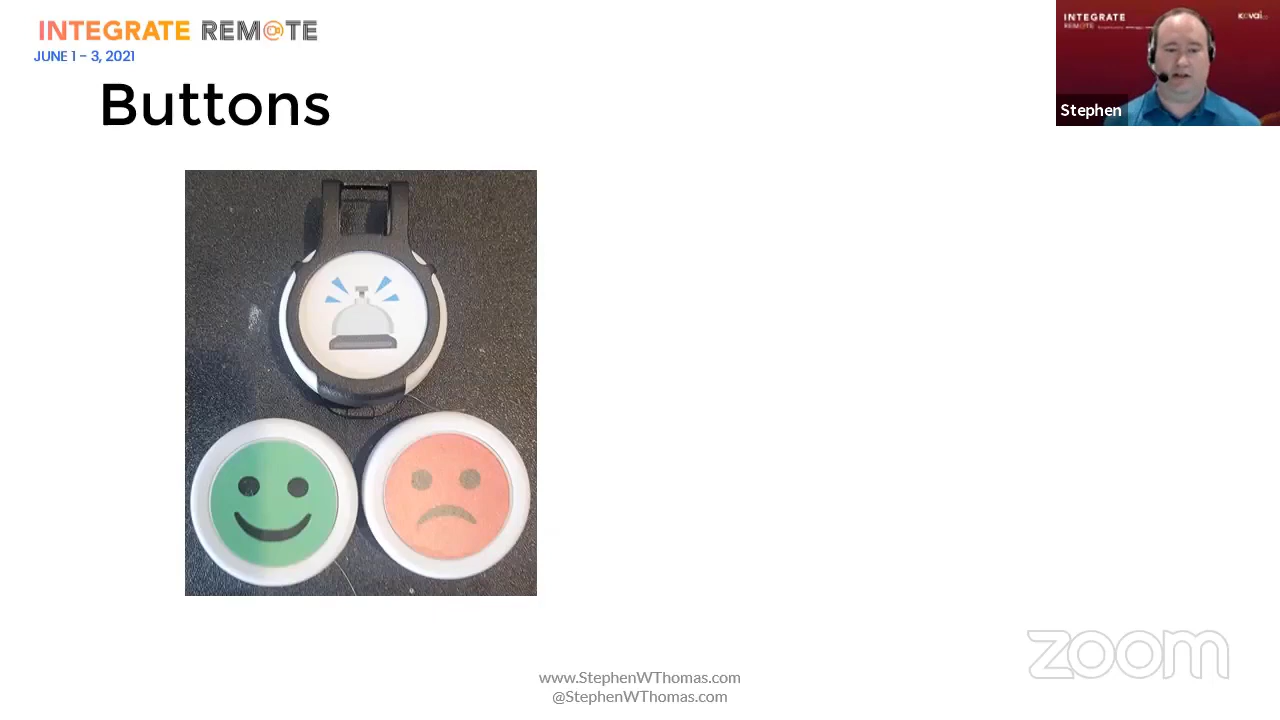 INTEGRATE REMOTE
JUNE 1 - 3, 2021
Buttons
INTEGRATE
REMOTE
Stephen
www.StephenWThomas.com
@StephenWThomas.com
zoom